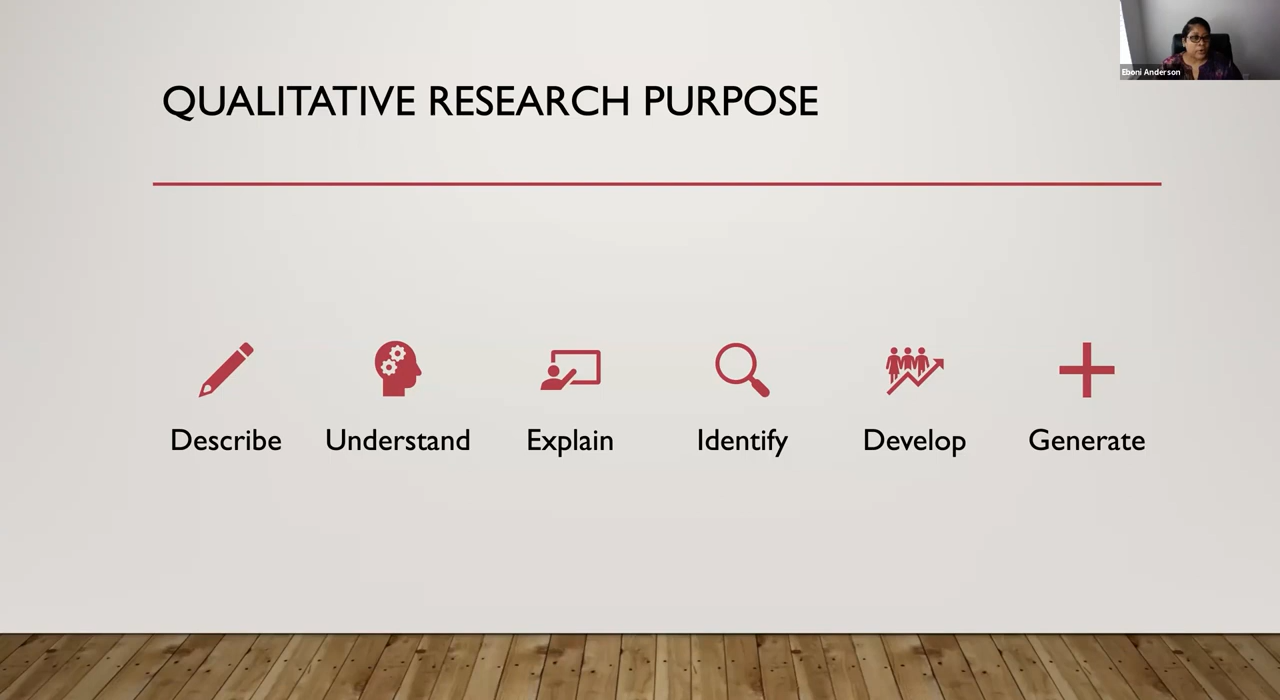 Eboni Anderson
QUALITATIVE RESEARCH PURPOSE
Describe
Understand
Explain
Identify
Develop
Generate